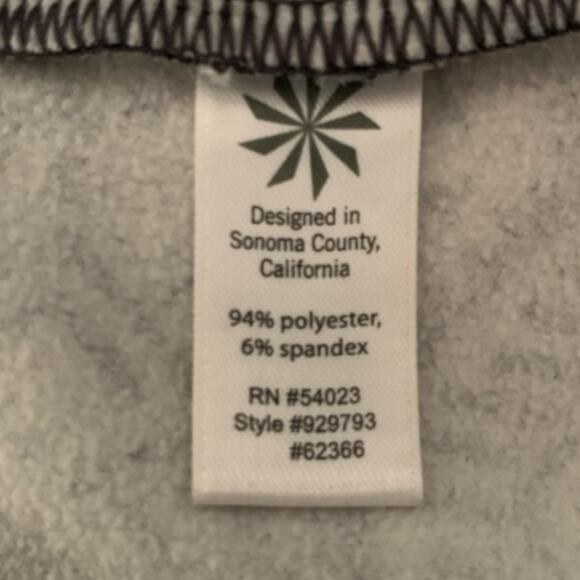 Designed in
Sonoma County,
California
94% polyester,
6% spandex
RN #54023
Style #929793
#62366